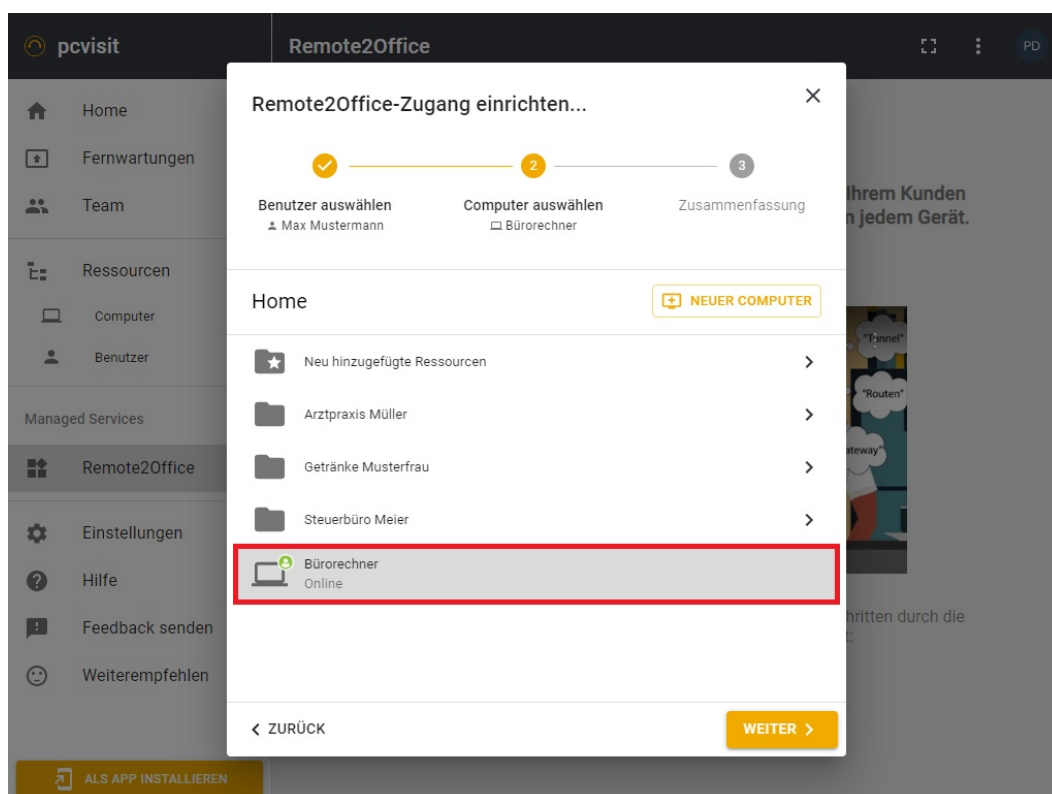 pcvisit
Remote2Office
PD
Home
Fernwartungen
Team
Ressourcen
Computer
Benutzer
Managed Services
Remote2Office
Einstellungen
Hilfe
Feedback senden
Weiterempfehlen
ALS APP INSTALLIEREN
Remote2Office-Zugang einrichten...
2
3
Benutzer auswählen
Computer auswählen
Zusammenfassung
Max Mustermann
Bürorechner
Home
NEUER COMPUTER
Neu hinzugefügte Ressourcen
Arztpraxis Müller
Getränke Musterfrau
Steuerbüro Meier
Bürorechner
Online
ZURÜCK
WEITER
Ihrem Kunden
jedem Gerät.
"Tunnel"
"Routen"
die
durch